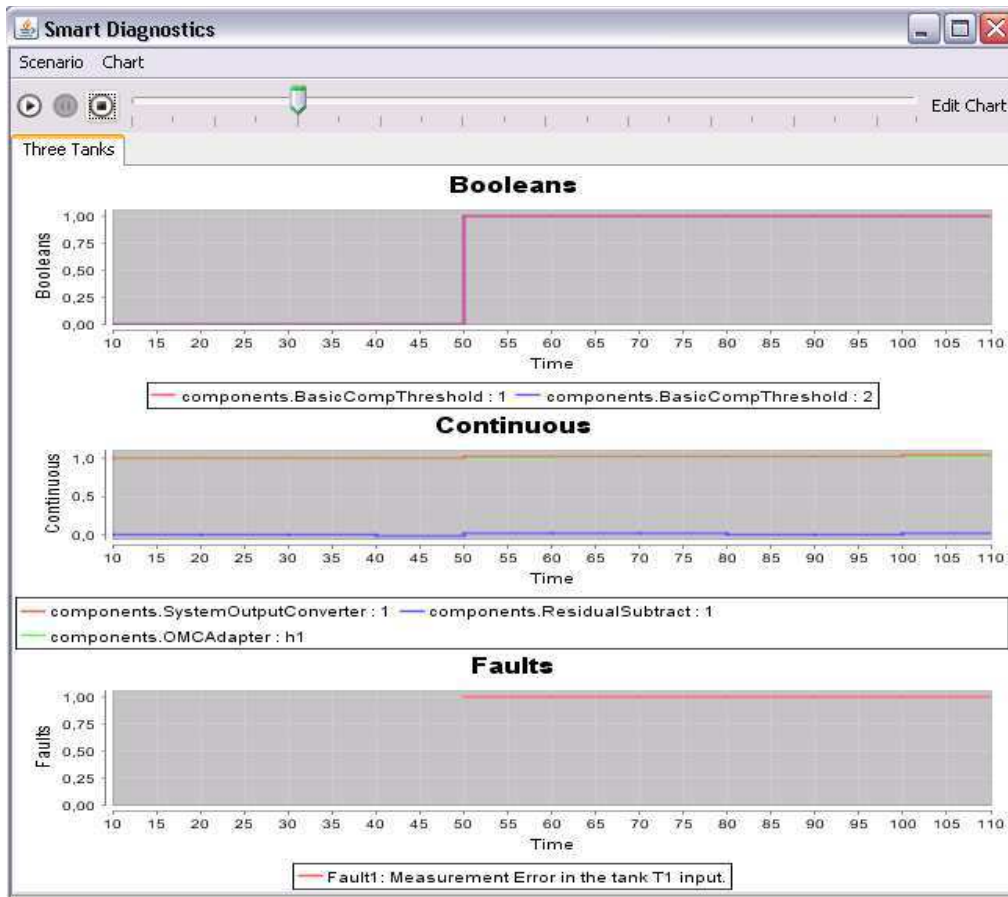 Smart Diagnostics
Scenario Chart
Edit Chart
Three Tanks
Booleans
Booleans
1,00
0,75
0,50
0,25
0,00
10 15 20 25 30 35 40 45 50 55 60 65 70 75 80 85 90 95 100 105 110
Time
components.BasicCompThreshold : 1 components.BasicCompThreshold : 2
Continuous
Continuous
1,0
0,5
0,0
10 15 20 25 30 35 40 45 50 55 60 65 70 75 80 85 90 95 100 105 110
Time
components.SystemOutputConverter : 1 components.ResidualSubtract : 1
components.OMCAdapter : h1
Faults
Faults
1,00
0,75
0,50
0,25
0,00
10 15 20 25 30 35 40 45 50 55 60 65 70 75 80 85 90 95 100 105 110
Time
Fault1: Measurement Error in the tank T1 input.